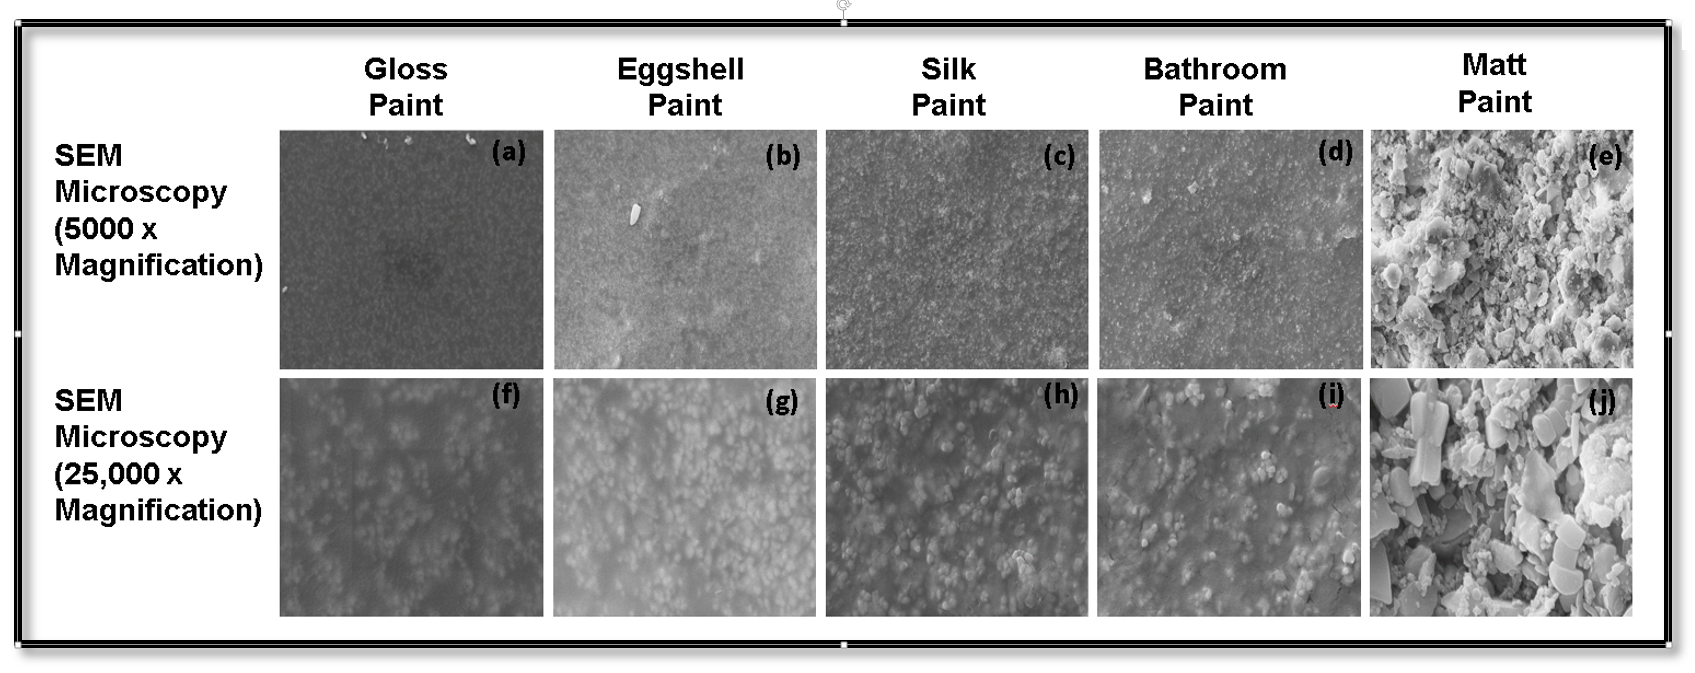 Gloss
Paint
Eggshell
Paint
Silk
Paint
Bathroom
Paint
Matt
Paint
SEM
Microscopy
(5000 x
Magnification)
(a)
(b)
(c)
(d)
(e)
SEM
Microscopy
(25,000 x
Magnification)
(f)
(g)
(h)
(i)
(j)